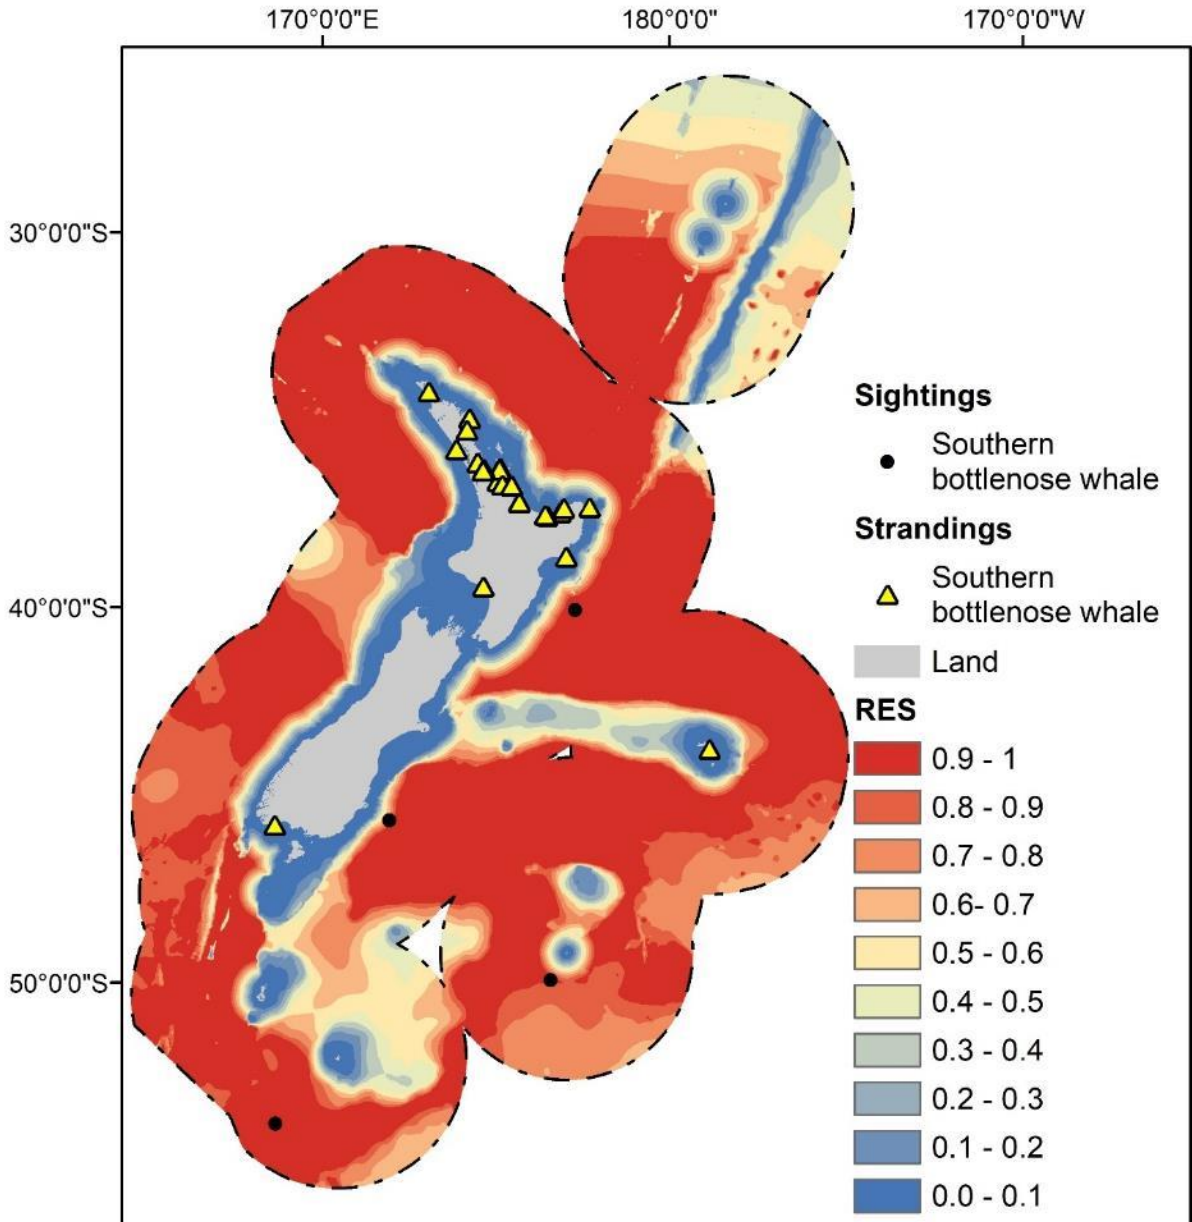 170°0'0"E 180°0'0" 170°0'0"W
30°0'0"S
40°0'0"S
50°0'0"S
Sightings
Southern
bottlenose whale
Strandings
Southern
bottlenose whale
Land
RES
0.9 - 1
0.8 - 0.9
0.7 - 0.8
0.6- 0.7
0.5 - 0.6
0.4 - 0.5
0.3 - 0.4
0.2 - 0.3
0.1 - 0.2
0.0 - 0.1